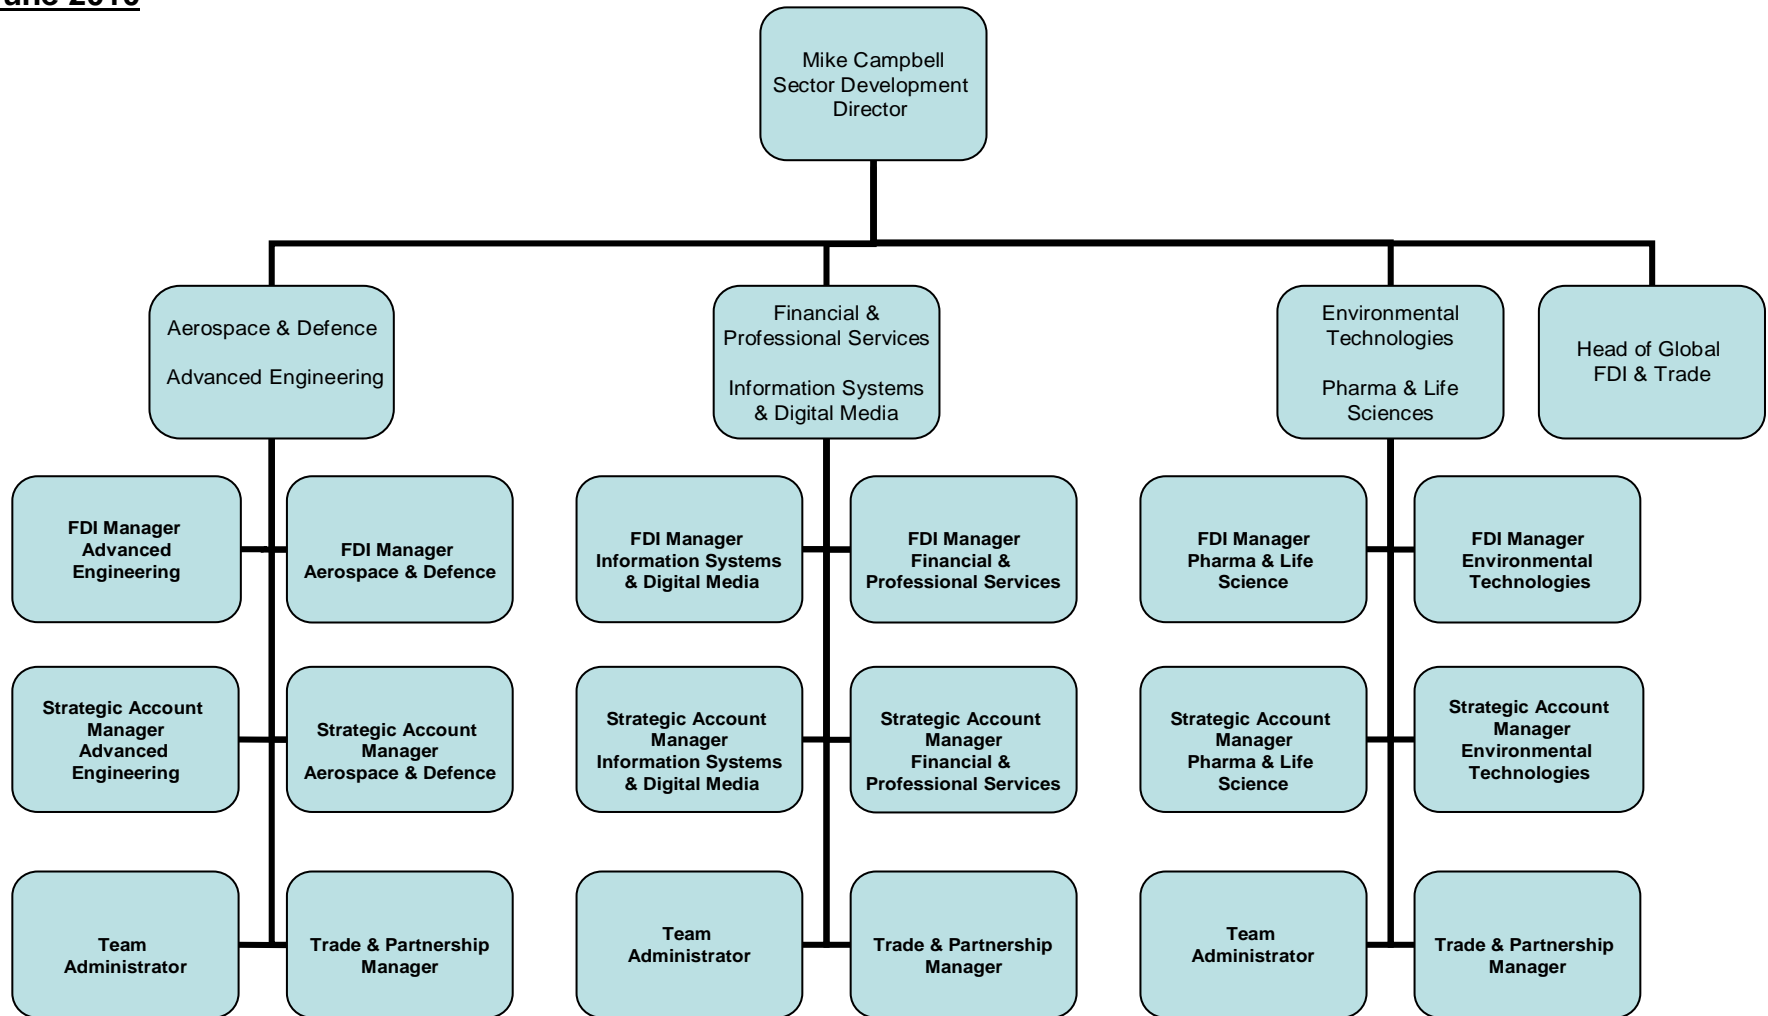 June 2010
Mike Campbell
Sector Development
Director
Aerospace & Defence
Advanced Engineering
Financial &
Professional Services
Information Systems
& Digital Media
Environmental
Technologies
Pharma & Life
Sciences
Head of Global
FDI & Trade
FDI Manager
Advanced
Engineering
FDI Manager
Aerospace & Defence
FDI Manager
Information Systems
& Digital Media
FDI Manager
Financial &
Professional Services
FDI Manager
Pharma & Life
Science
FDI Manager
Environmental
Technologies
Strategic Account
Manager
Advanced
Engineering
Strategic Account
Manager
Aerospace & Defence
Strategic Account
Manager
Information Systems
& Digital Media
Strategic Account
Manager
Financial &
Professional Services
Strategic Account
Manager
Pharma & Life
Science
Strategic Account
Manager
Environmental
Technologies
Team
Administrator
Trade & Partnership
Manager
Team
Administrator
Trade & Partnership
Manager
Team
Administrator
Trade & Partnership
Manager